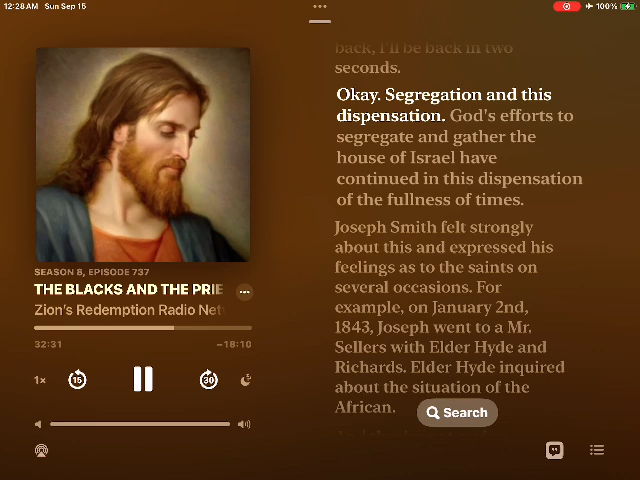 12:28 AM Sun Sep 15
100%
SEASON 8, EPISODE 737
THE BLACKS AND THE PRIE
Zion's Redemption Radio Net
32:31
-18:10
1×
15
30
back, I'll be back in two
seconds.
Okay. Segregation and this
dispensation. God's efforts to
segregate and gather the
house of Israel have
continued in this dispensation
of the fullness of times.
Joseph Smith felt strongly
about this and expressed his
feelings as to the saints on
several occasions. For
example, on January 2nd,
1843, Joseph went to a Mr.
Sellers with Elder Hyde and
Richards. Elder Hyde inquired
about the situation of the
African.
Search